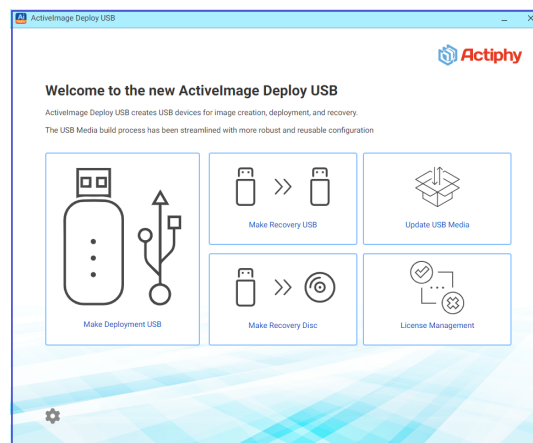 Ai
ActiveImage Deploy USB
Actiphy
Welcome to the new ActiveImage Deploy USB
ActiveImage Deploy USB creates USB devices for image creation, deployment, and recovery.
The USB Media build process has been streamlined with more robust and reusable configuration
Make Recovery USB
Update USB Media
Make Deployment USB
Make Recovery Disc
License Management